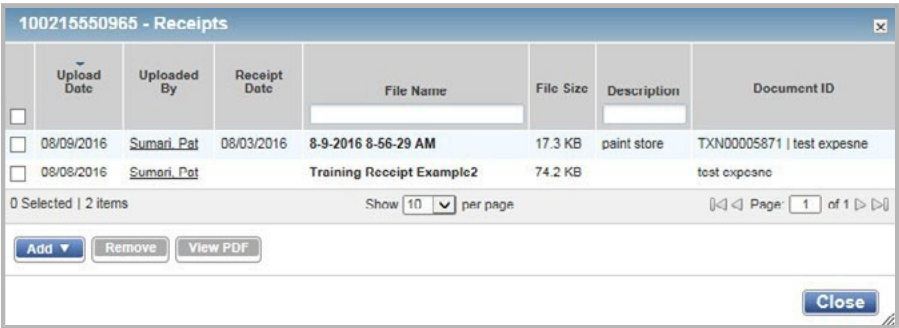 100215550965 - Receipts
Upload Date Uploaded By Receipt Date File Name File Size Description Document ID
08/09/2016 Sumari, Pat 08/03/2016 8-9-2016 8-56-29 AM 17.3 KB paint store TXN00005871 | test expesne
08/08/2016 Sumari, Pat Training Receipt Example2 74.2 KB test expesne
0 Selected | 2 items Show 10 per page Page: 1 of 1
Add Remove View PDF
Close